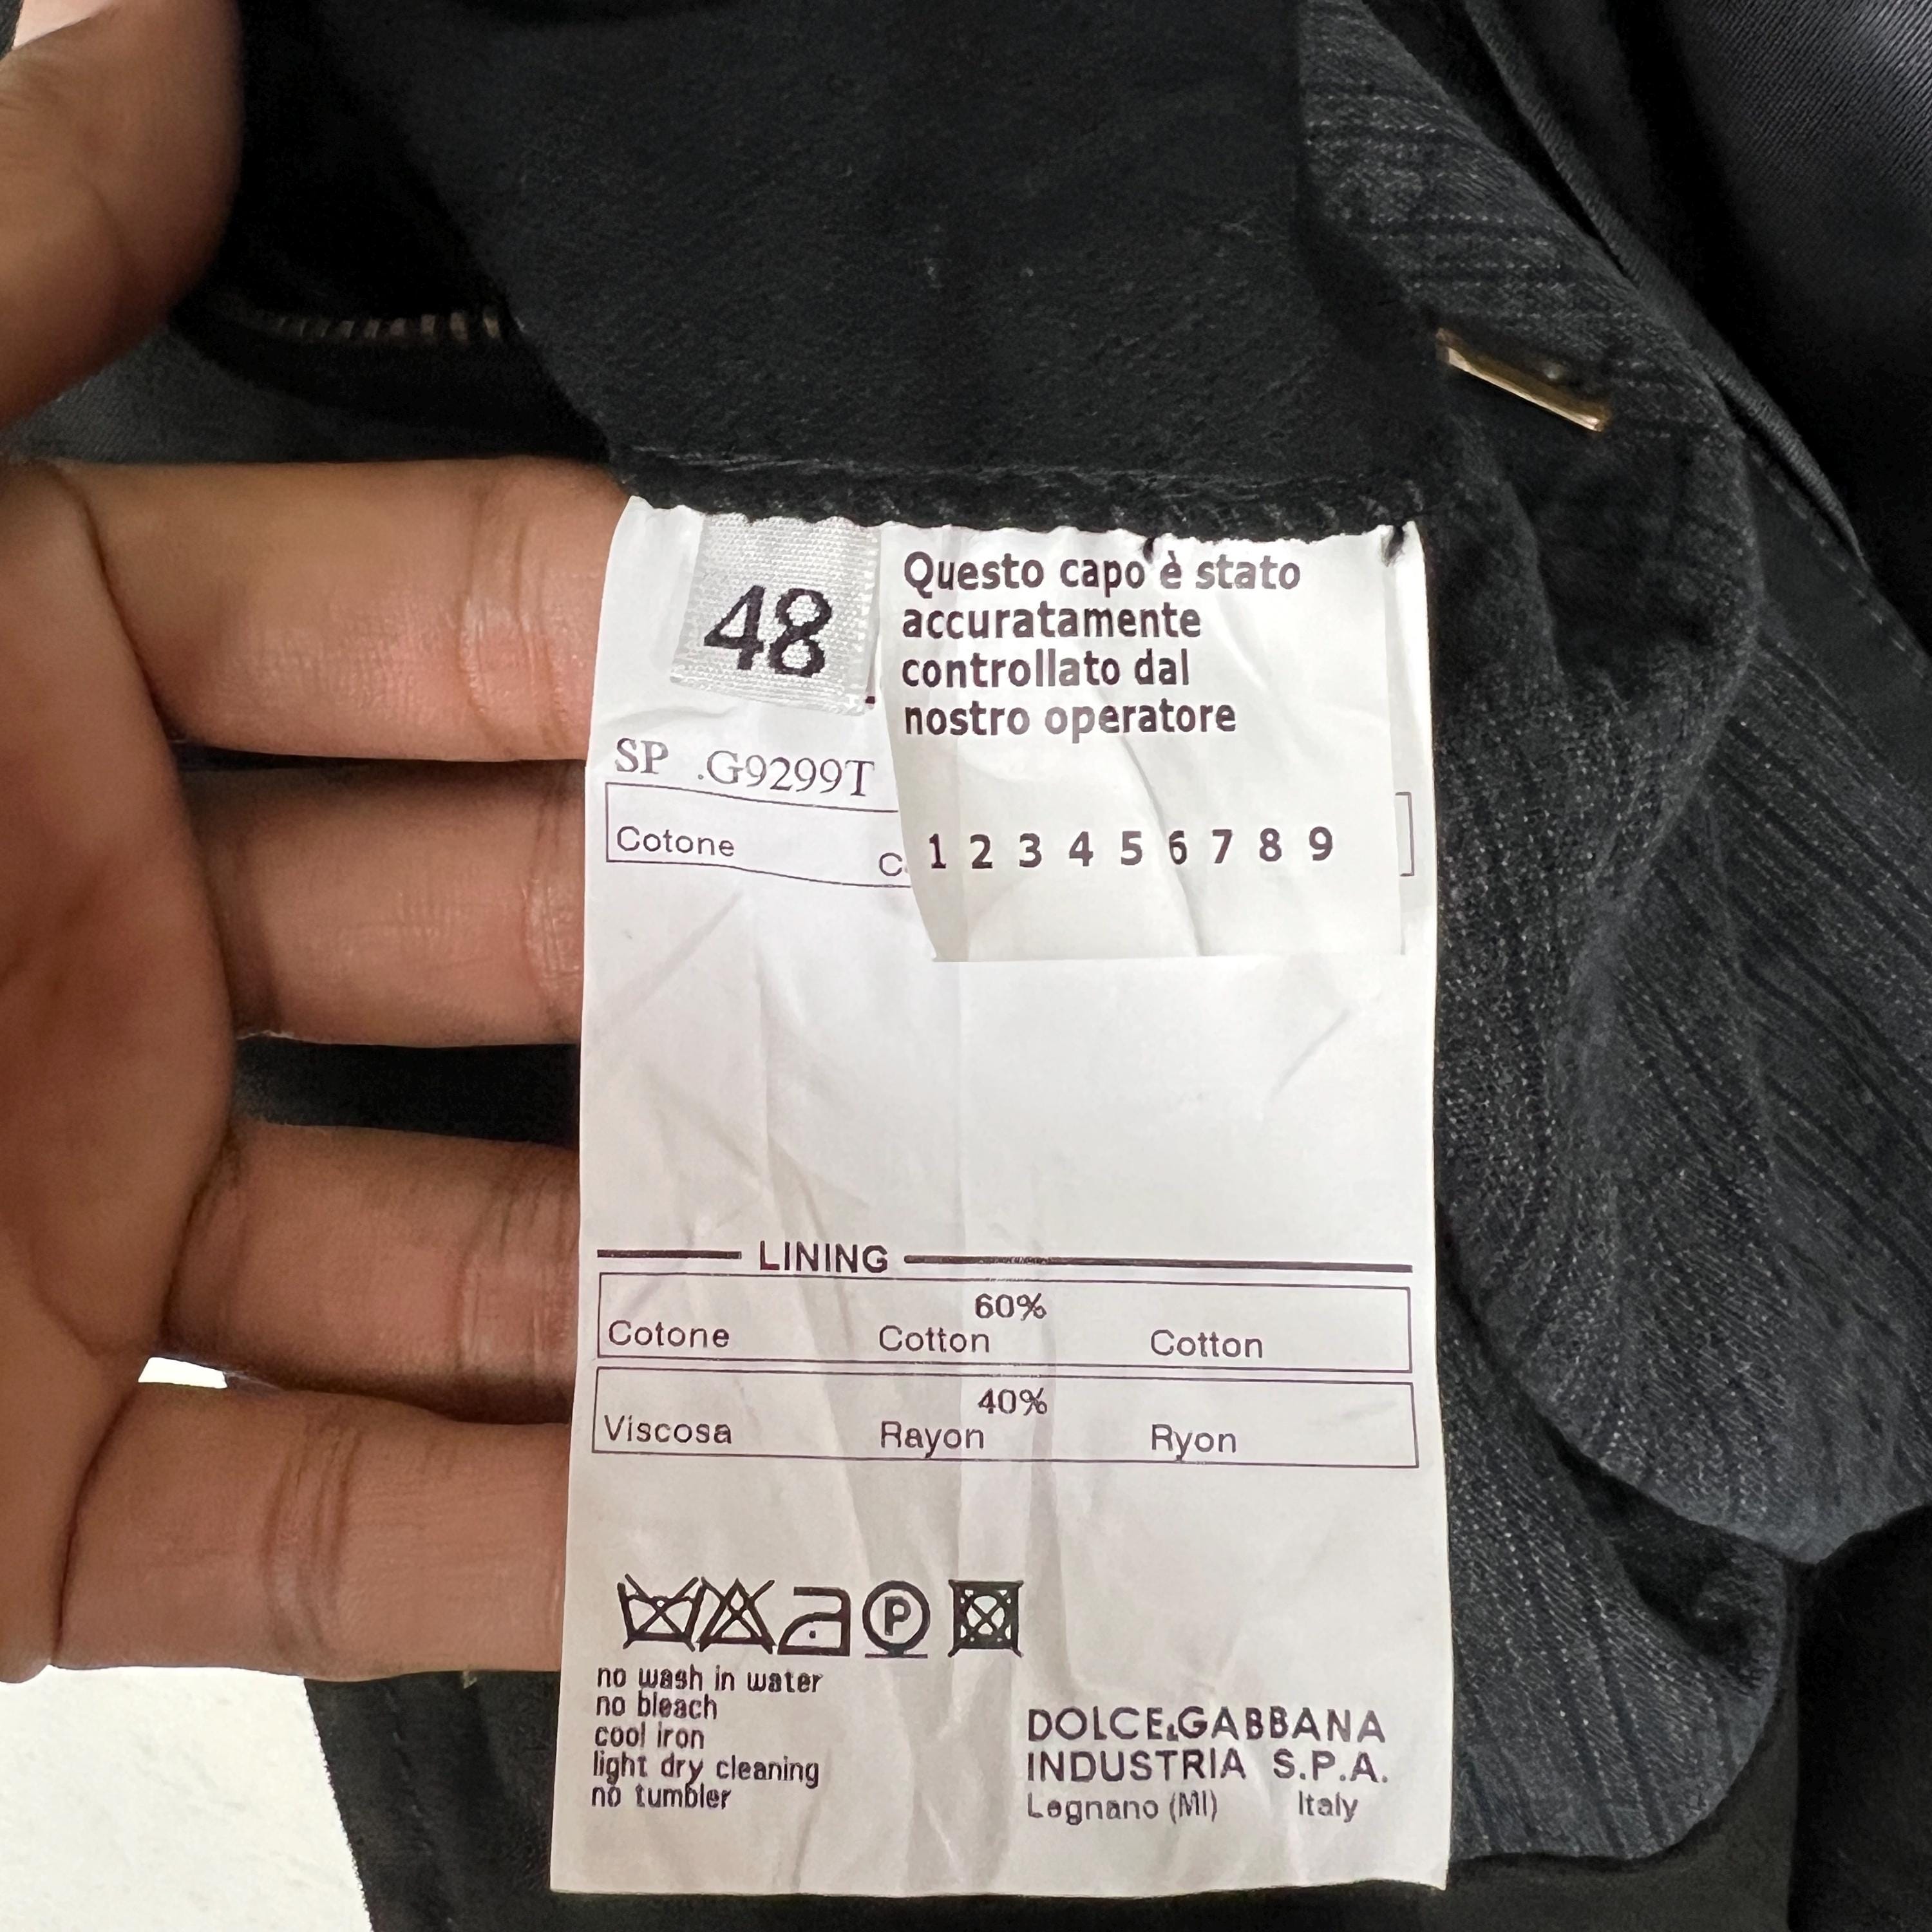 48
Questo capo è stato
accuratamente
controllato dal
nostro operatore
1 2 3 4 5 6 7 8 9
SP .G9299T
Cotone
LINING
60%
Cotone Cotton Cotton
40%
Viscosa Rayon Ryon
P
no wash in water
no bleach
cool iron
light dry cleaning
no tumbler
DOLCE&GABBANA
INDUSTRIA S.P.A.
Legnano (MI) Italy